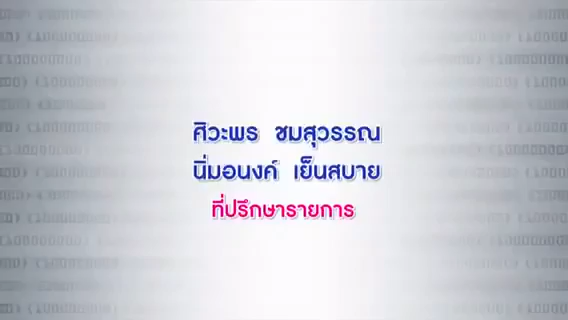 ศิวะพร ชมสุวรรณ
นิ่มอนงค์ เย็นสบาย
ที่ปรึกษารายการ